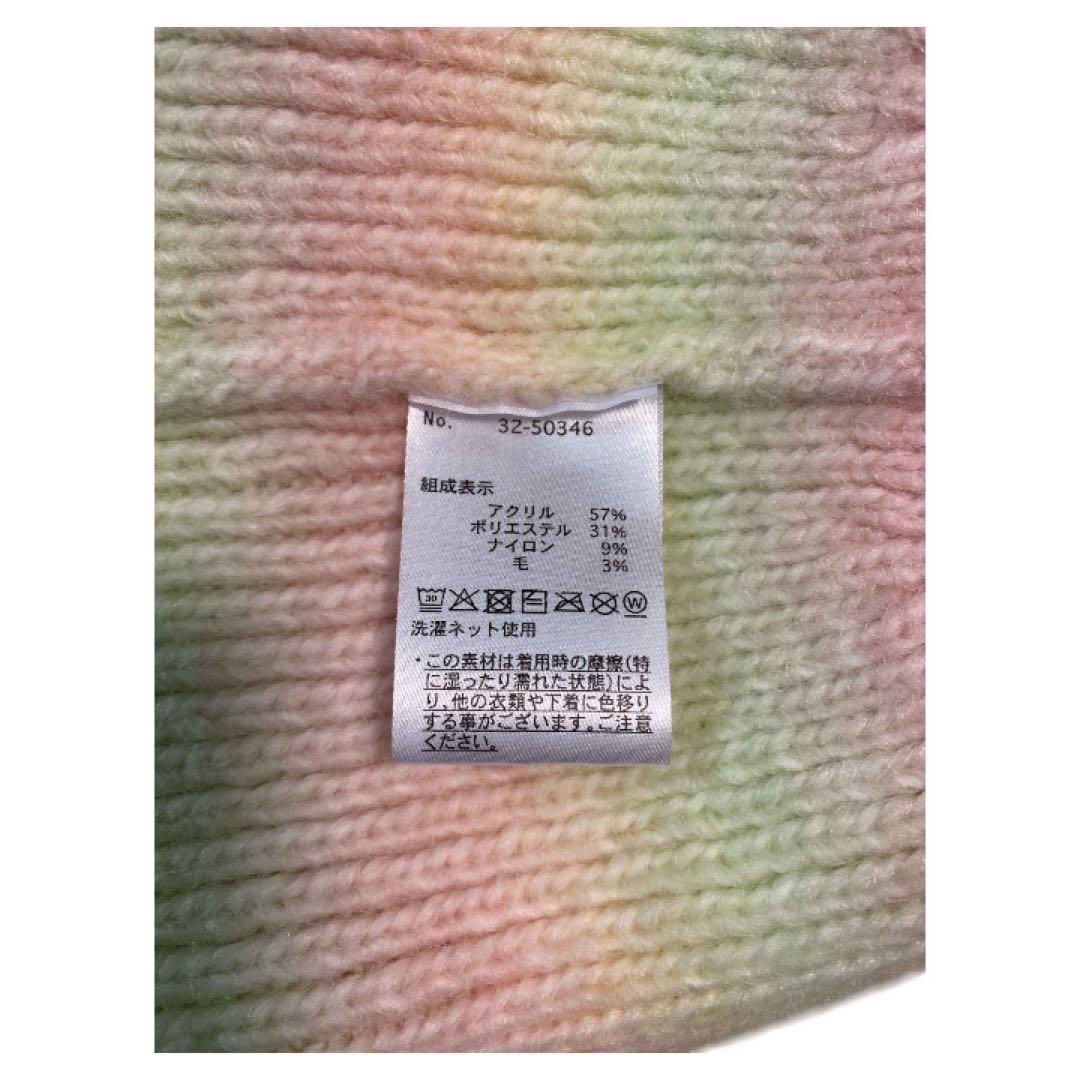 No. 32-50346
組成表示
アクリル 57%
ポリエステル 31%
ナイロン 9%
毛 3%
30 W
洗濯ネット使用
・この素材は着用時の摩擦(特
に湿ったり濡れた状態)によ
り、他の衣類や下着に色移り
する事がございます。ご注意
ください。